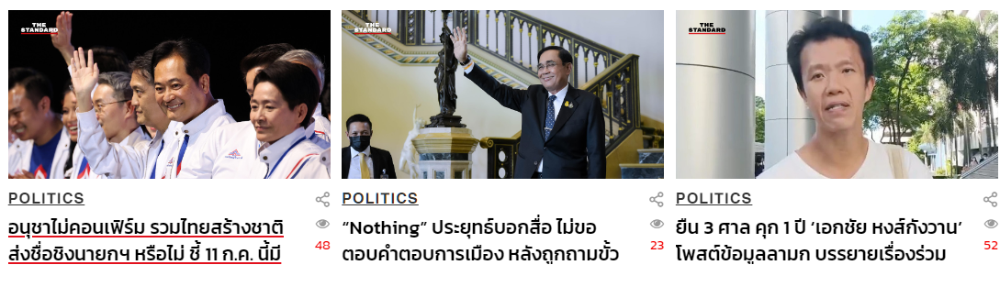 THE
STANDARD
THE
STANDARD
THE
STANDARD
POLITICS
อนุชาไม่คอนเฟิร์ม รวมไทยสร้างชาติ
ส่งชื่อชิงนายกฯ หรือไม่ ชี้ 11 ก.ค. นี้มี
48
POLITICS
“Nothing” ประยุทธ์บอกสื่อ ไม่ขอ
ตอบคำตอบการเมือง หลังถูกถามขั้ว
23
POLITICS
ยืน 3 ศาล คุก 1 ปี ‘เอกชัย หงส์กังวาน’
โพสต์ข้อมูลลามก บรรยายเรื่องร่วม
52